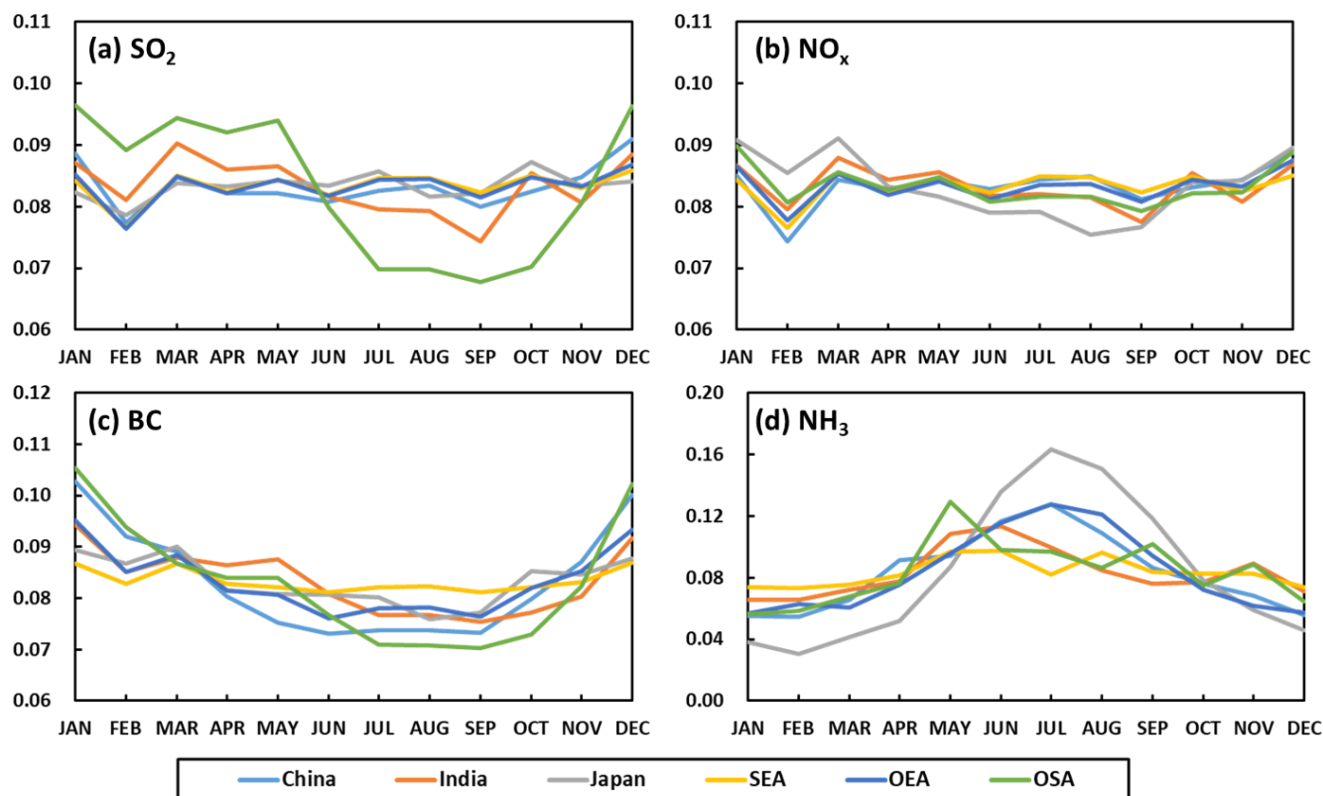 0.11
(a) SO₂
0.10
0.09
0.08
0.07
0.06
JAN FEB MAR APR MAY JUN JUL AUG SEP OCT NOV DEC
0.11
(b) NOₓ
0.10
0.09
0.08
0.07
0.06
JAN FEB MAR APR MAY JUN JUL AUG SEP OCT NOV DEC
0.12
(c) BC
0.11
0.10
0.09
0.08
0.07
0.06
JAN FEB MAR APR MAY JUN JUL AUG SEP OCT NOV DEC
0.20
(d) NH₃
0.16
0.12
0.08
0.04
0.00
JAN FEB MAR APR MAY JUN JUL AUG SEP OCT NOV DEC
China India Japan SEA OEA OSA